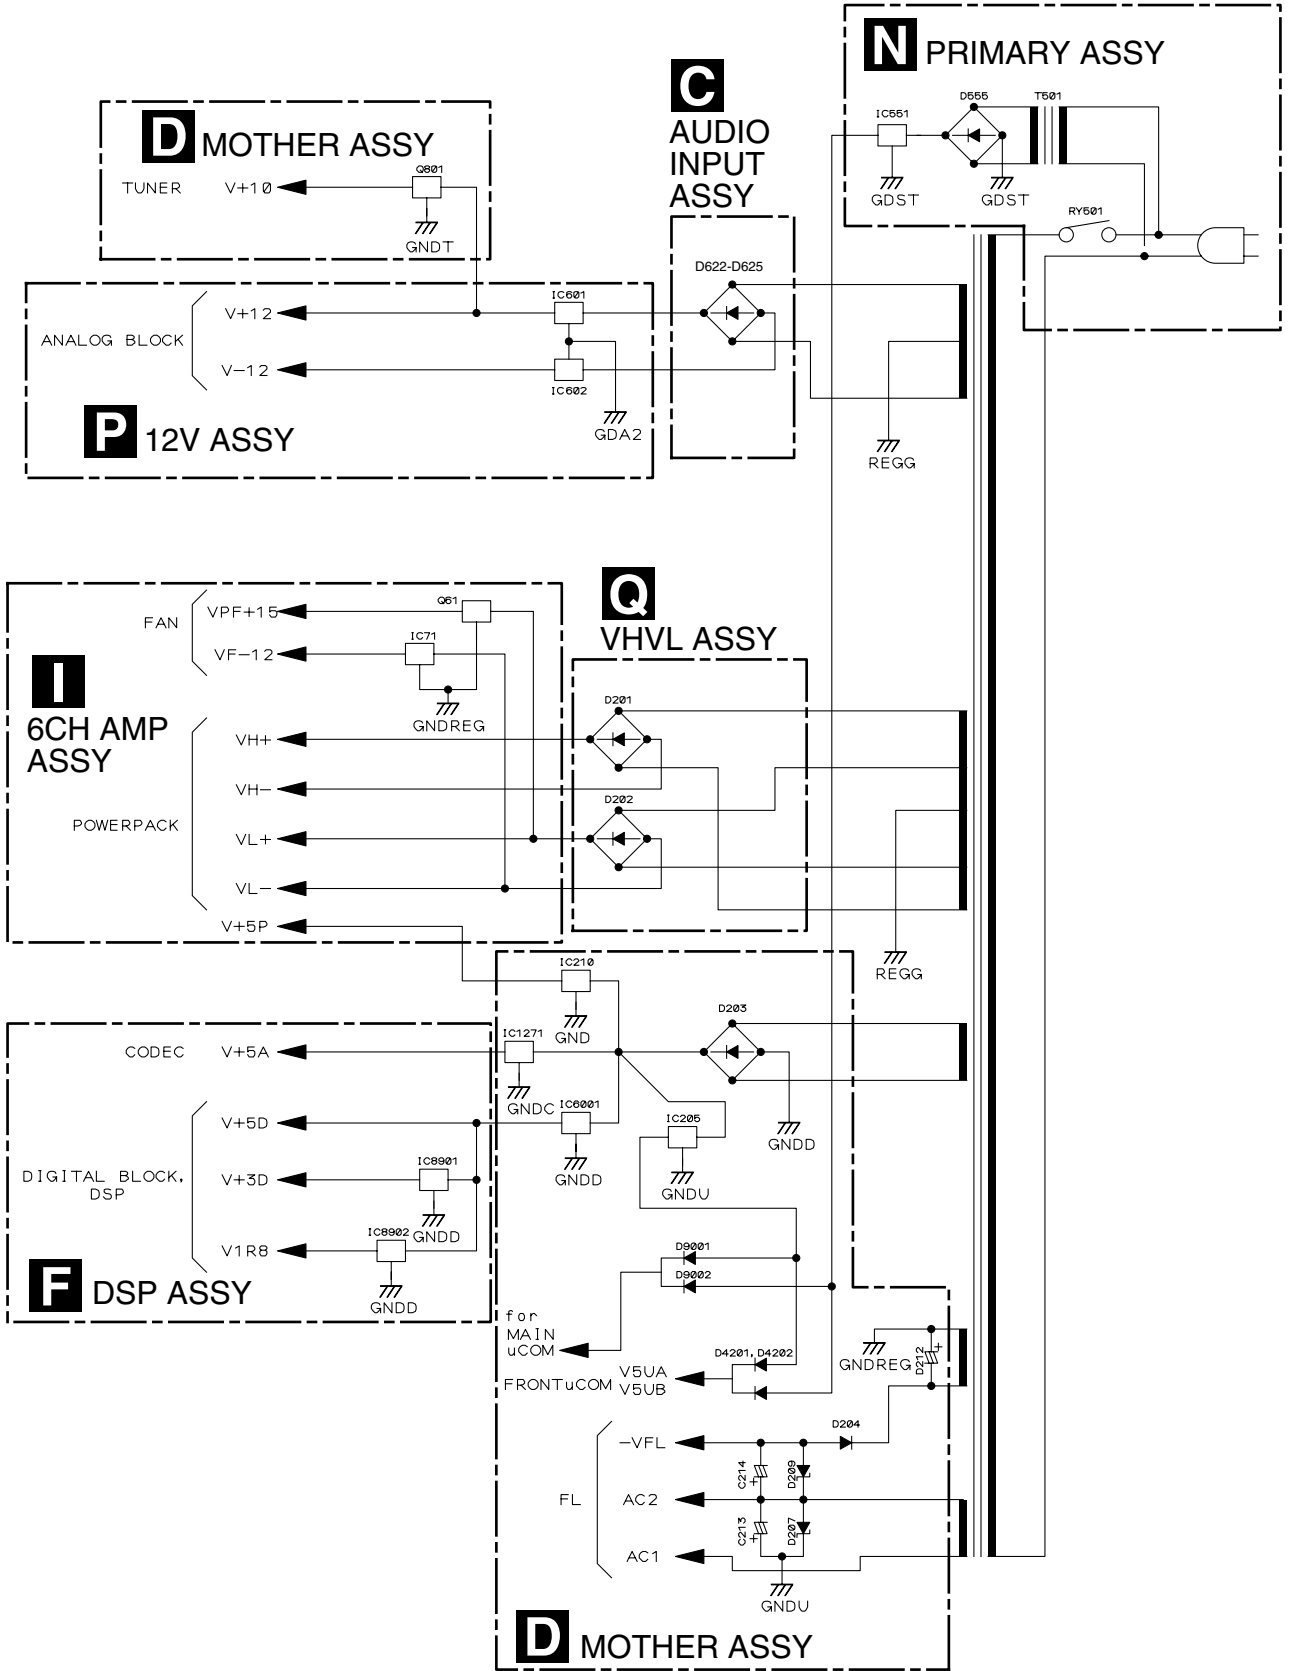 N PRIMARY ASSY
IC551
D555
T501
GDST
GDST
RY501
C
AUDIO
INPUT
ASSY
D622-D625
D MOTHER ASSY
Q801
TUNER V+10
GNDT
IC601
V+12
ANALOG BLOCK
V-12
IC602
GDA2
REGG
P 12V ASSY
Q
VHVL ASSY
Q61
FAN VPF+15
IC71
VF-12
GNDREG
I
6CH AMP
ASSY
D201
VH+
VH-
D202
POWERPACK
VL+
VL-
V+5P
REGG
IC210
GND
D203
IC1271
CODEC V+5A
GNDC
IC6001
V+5D
GNDD
IC205
GNDU
GNDD
IC8901
DIGITAL BLOCK,
DSP
V+3D
GNDD
IC8902
V1R8
GNDD
F DSP ASSY
D9001
D9002
for
MAIN
uCOM
D4201, D4202
FRONTuCOM V5UA
V5UB
GNDREG
D212
+
D204
-VFL
C214
+
D209
FL AC2
C213
+
D207
AC1
GNDU
D MOTHER ASSY